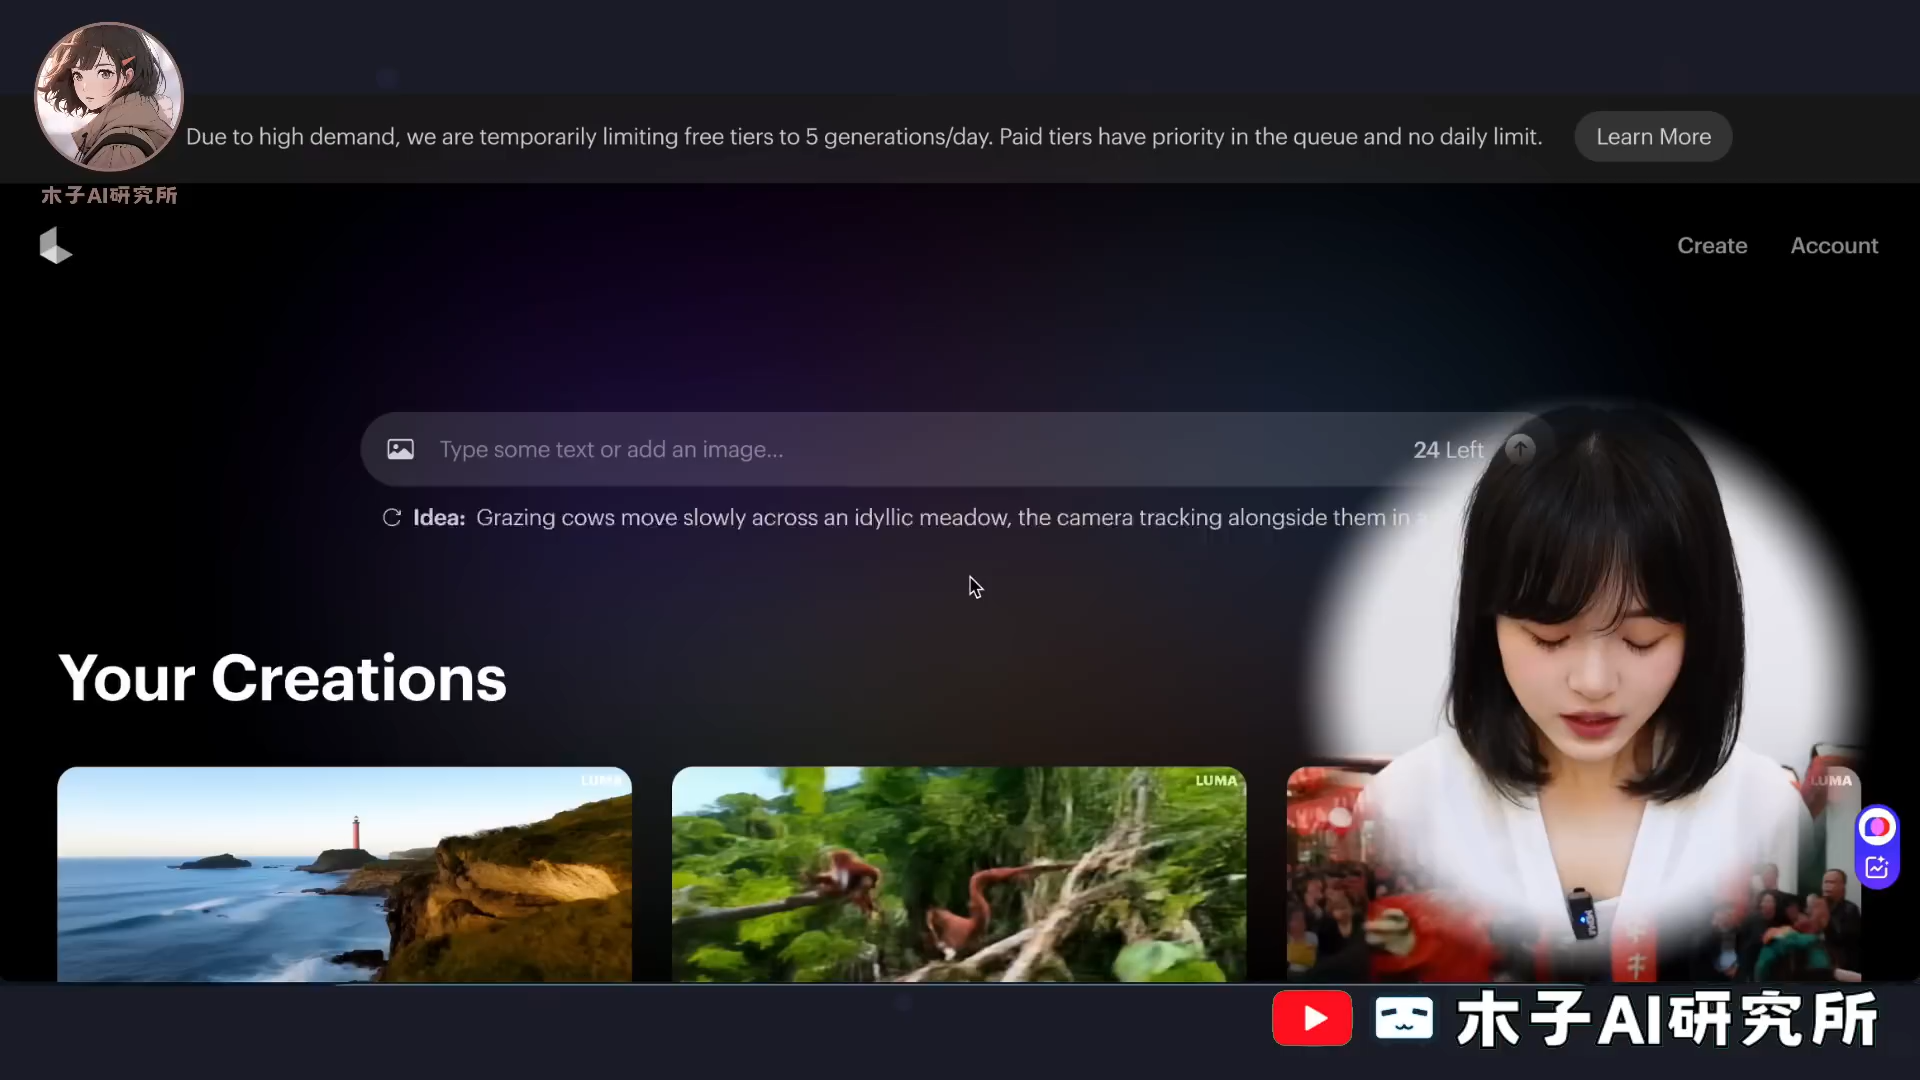 Due to high demand, we are temporarily limiting free tiers to 5 generations/day. Paid tiers have priority in the queue and no daily limit.
Learn More
木子AI研究所
Create
Account
Type some text or add an image...
24 Left
Idea: Grazing cows move slowly across an idyllic meadow, the camera tracking alongside them in
Your Creations
LUMA
LUMA
LUMA
木子AI研究所